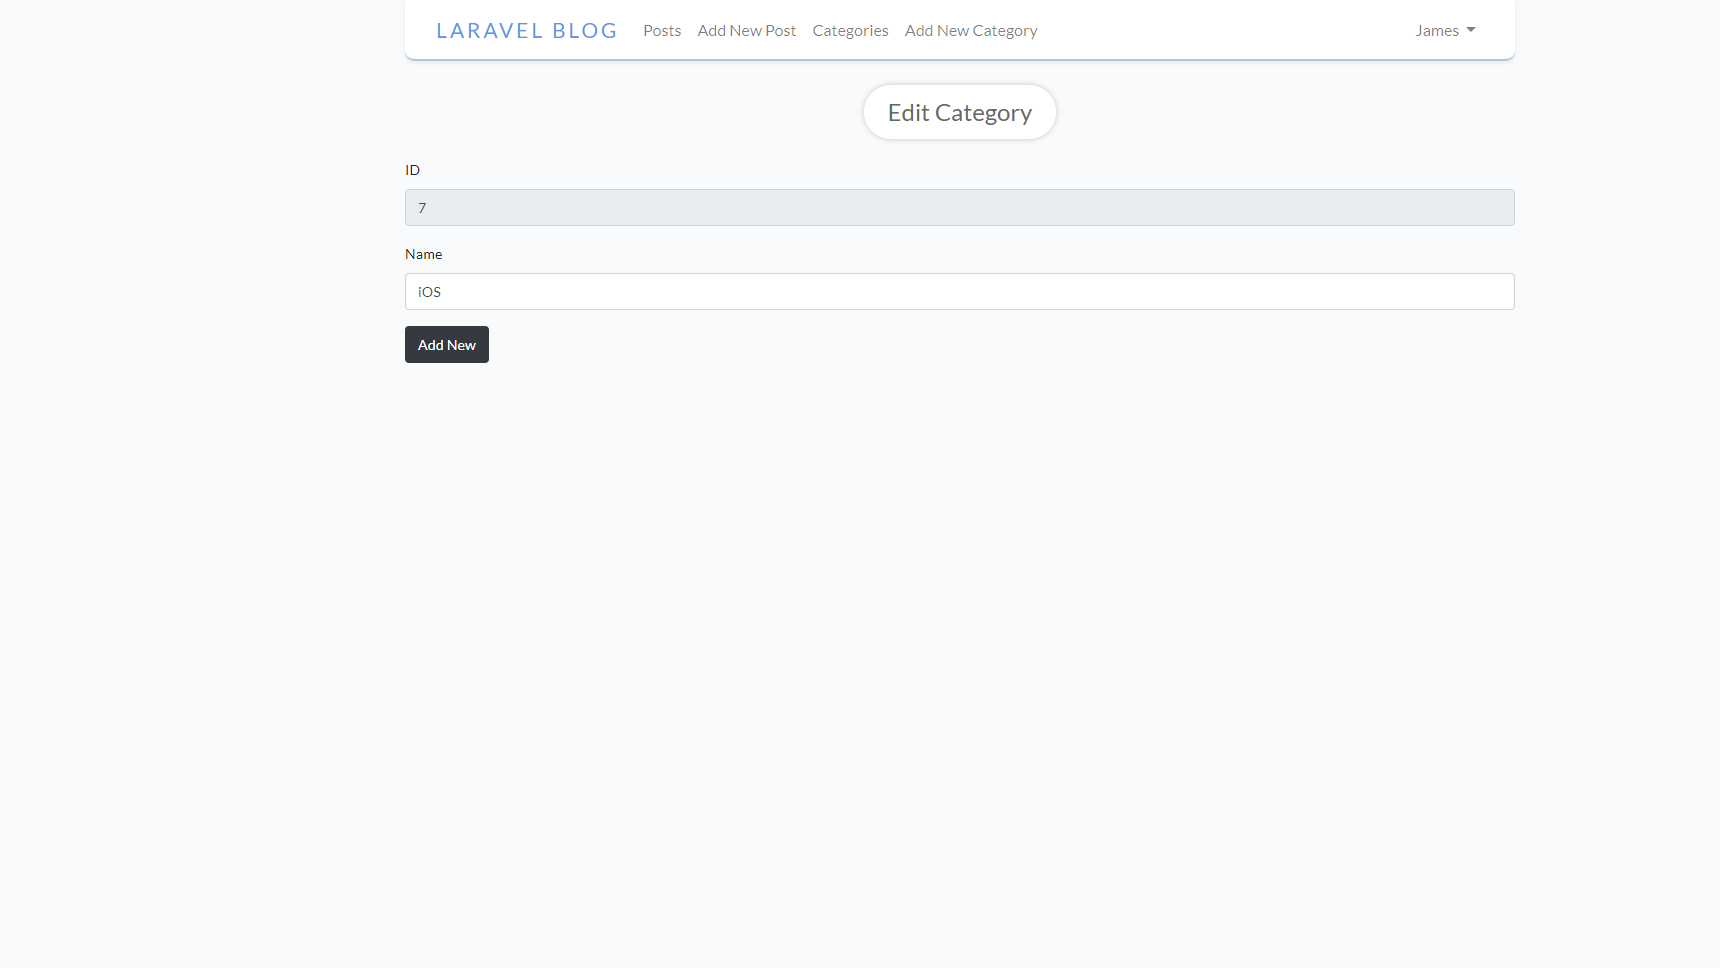 LARAVEL BLOG Posts Add New Post Categories Add New Category James
Edit Category
ID
7
Name
iOS
Add New